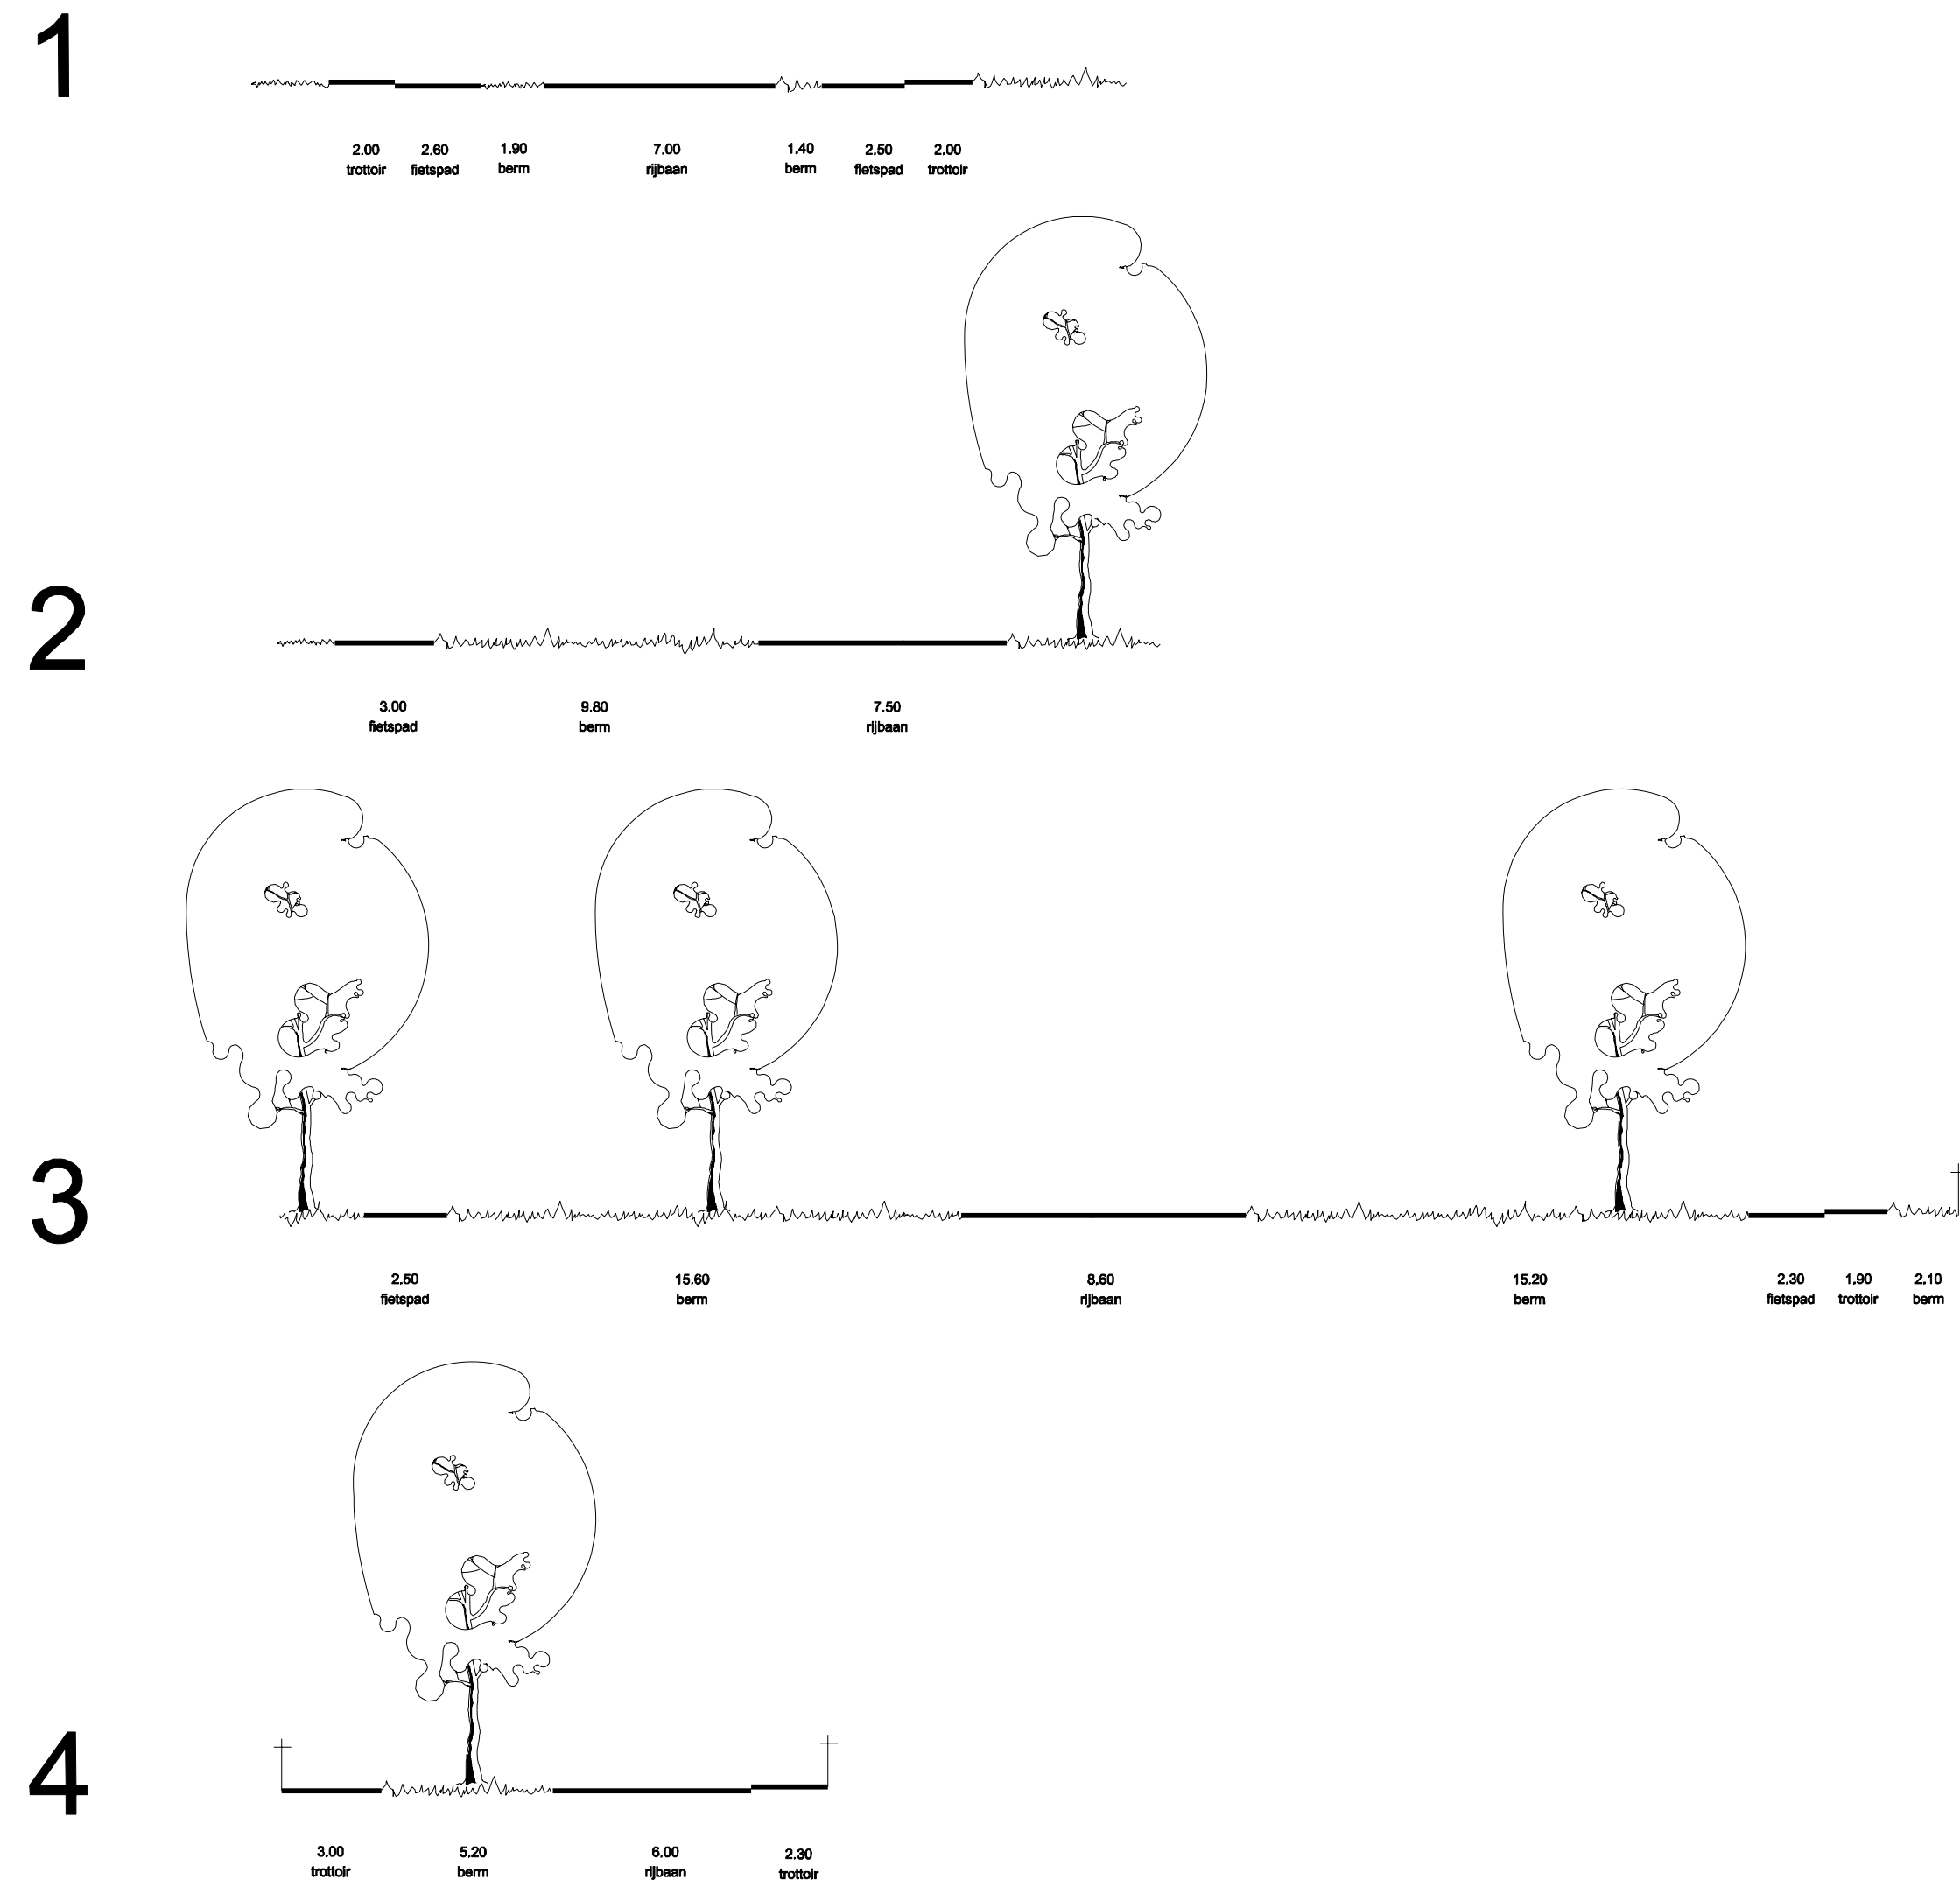 1
2.00 2.60 1.90 7.00 1.40 2.50 2.00
trottoir fietspad berm rijbaan berm fietspad trottoir
2
3.00 9.80 7.50
fietspad berm rijbaan
3
2.50 15.60 8.60 15.20 2.30 1.90 2.10
fietspad berm rijbaan berm fietspad trottoir berm
4
3.00 5.20 6.00 2.30
trottoir berm rijbaan trottoir